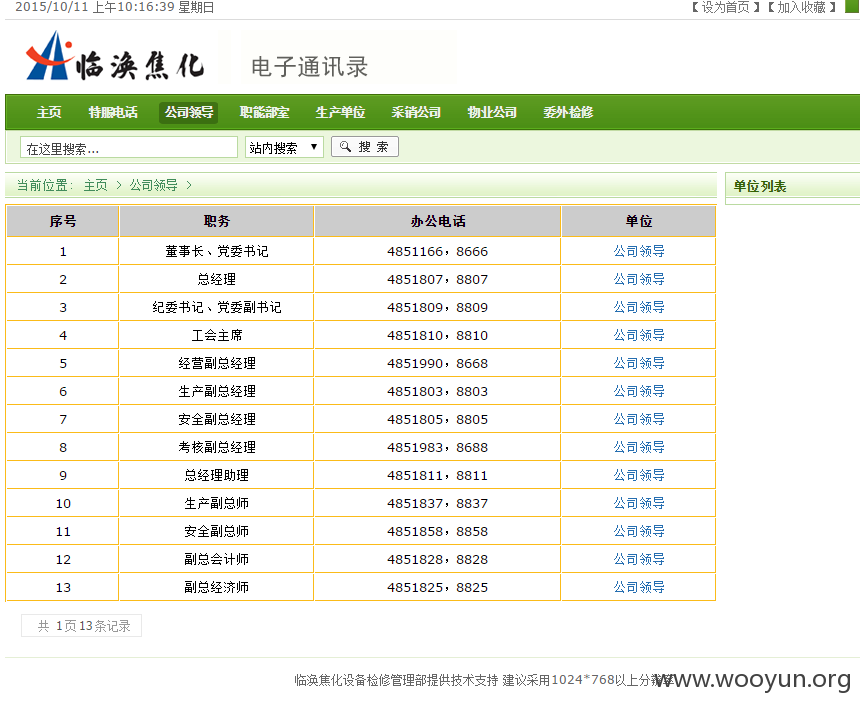 2015/10/11 上午10:16:39 星期日 【 设为首页 】【 加入收藏 】
临涣焦化 电子通讯录
主页 特服电话 公司领导 职能部室 生产单位 采销公司 物业公司 委外检修
在这里搜索... 站内搜索 ▼ 搜 索
当前位置： 主页 > 公司领导 > 单位列表
序号 职务 办公电话 单位
1 董事长、党委书记 4851166，8666 公司领导
2 总经理 4851807，8807 公司领导
3 纪委书记、党委副书记 4851809，8809 公司领导
4 工会主席 4851810，8810 公司领导
5 经营副总经理 4851990，8668 公司领导
6 生产副总经理 4851803，8803 公司领导
7 安全副总经理 4851805，8805 公司领导
8 考核副总经理 4851983，8688 公司领导
9 总经理助理 4851811，8811 公司领导
10 生产副总师 4851837，8837 公司领导
11 安全副总师 4851858，8858 公司领导
12 副总会计师 4851828，8828 公司领导
13 副总经济师 4851825，8825 公司领导
共 1页13条记录
临涣焦化设备检修管理部提供技术支持 建议采用1024*768以上分
www.wooyun.org